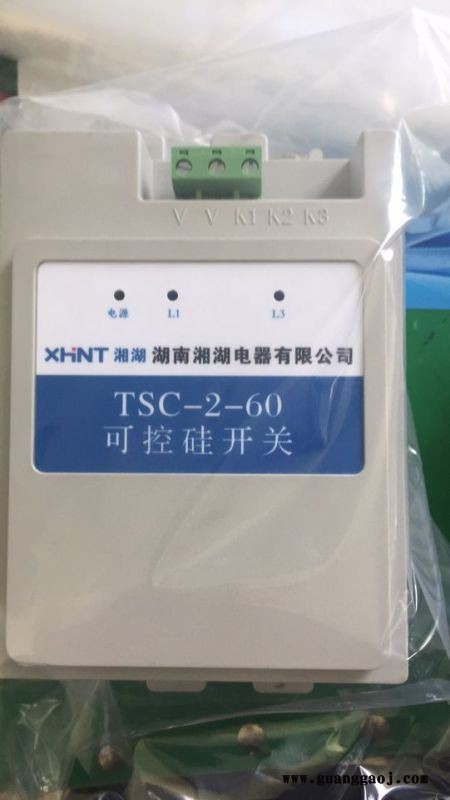 V V K1 K2 K3
电源 L1 L3
XHNT 湘湖 湖南湘湖电器有限公司
TSC-2-60
可控硅开关
www.guanggaoj.com